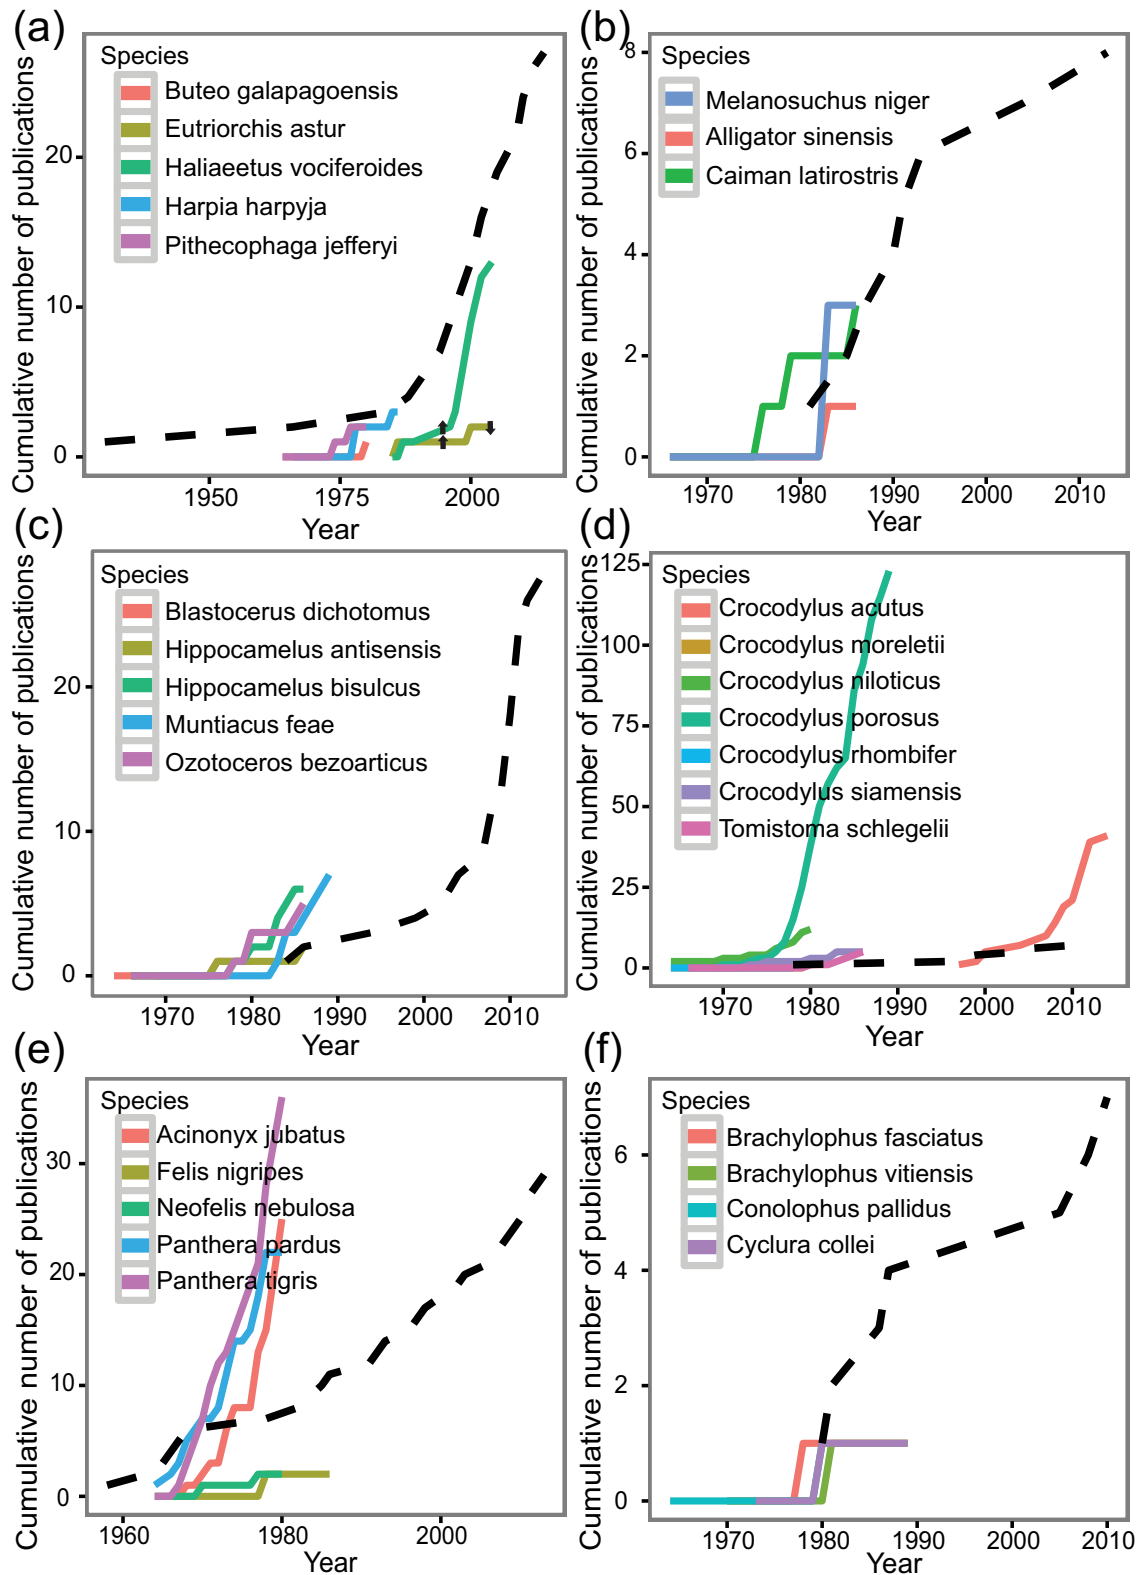 (a)
Cumulative number of publications
Species
Buteo galapagoensis
Eutriorchis astur
Haliaeetus vociferoides
Harpia harpyja
Pithecophaga jefferyi
20
10
0
1950 1975 2000
Year
(b)
Cumulative number of publications
Species
Melanosuchus niger
Alligator sinensis
Caiman latirostris
8
6
4
2
0
1970 1980 1990 2000 2010
Year
(c)
Cumulative number of publications
Species
Blastocerus dichotomus
Hippocamelus antisensis
Hippocamelus bisulcus
Muntiacus feae
Ozotoceros bezoarticus
20
10
0
1970 1980 1990 2000 2010
Year
(d)
Cumulative number of publications
Species
Crocodylus acutus
Crocodylus moreletii
Crocodylus niloticus
Crocodylus porosus
Crocodylus rhombifer
Crocodylus siamensis
Tomistoma schlegelii
125
100
75
50
25
0
1970 1980 1990 2000 2010
Year
(e)
Cumulative number of publications
Species
Acinonyx jubatus
Felis nigripes
Neofelis nebulosa
Panthera pardus
Panthera tigris
30
20
10
0
1960 1980 2000
Year
(f)
Cumulative number of publications
Species
Brachylophus fasciatus
Brachylophus vitiensis
Conolophus pallidus
Cyclura collei
6
4
2
0
1970 1980 1990 2000 2010
Year